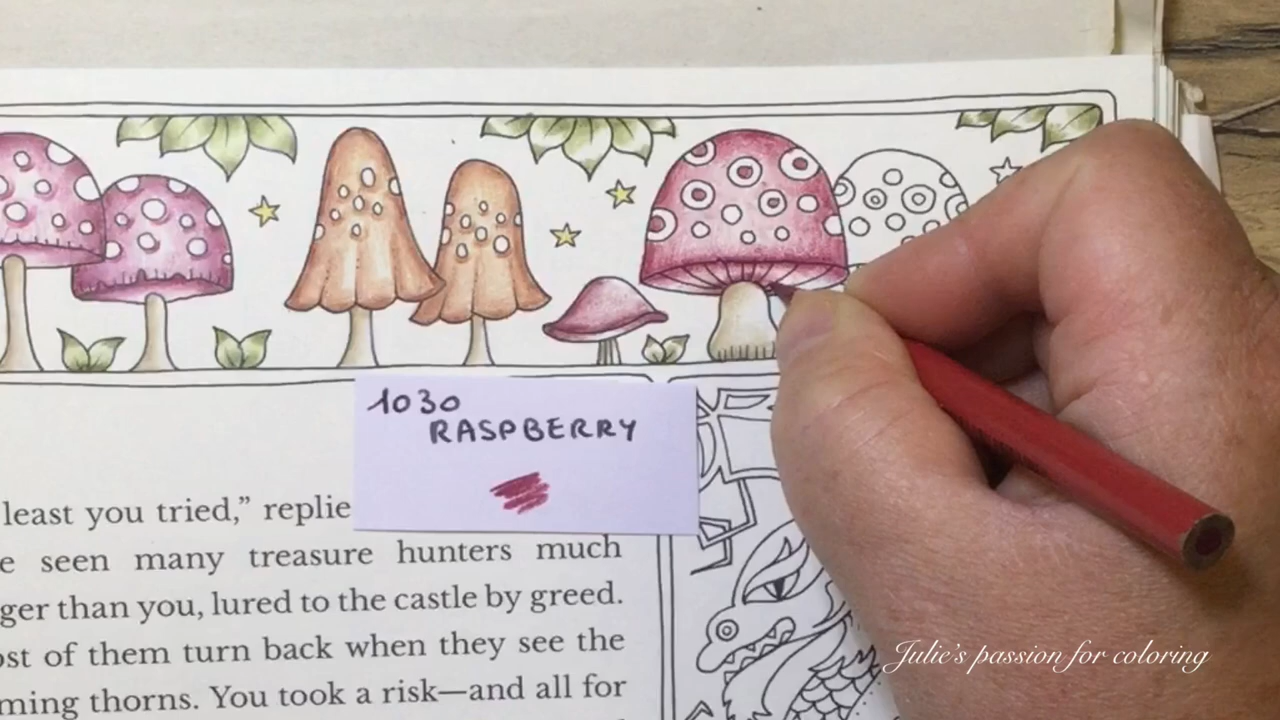 1030
RASPBERRY
least you tried,” replie
e seen many treasure hunters much
ger than you, lured to the castle by greed.
ost of them turn back when they see the
ming thorns. You took a risk—and all for
Julie's passion for coloring